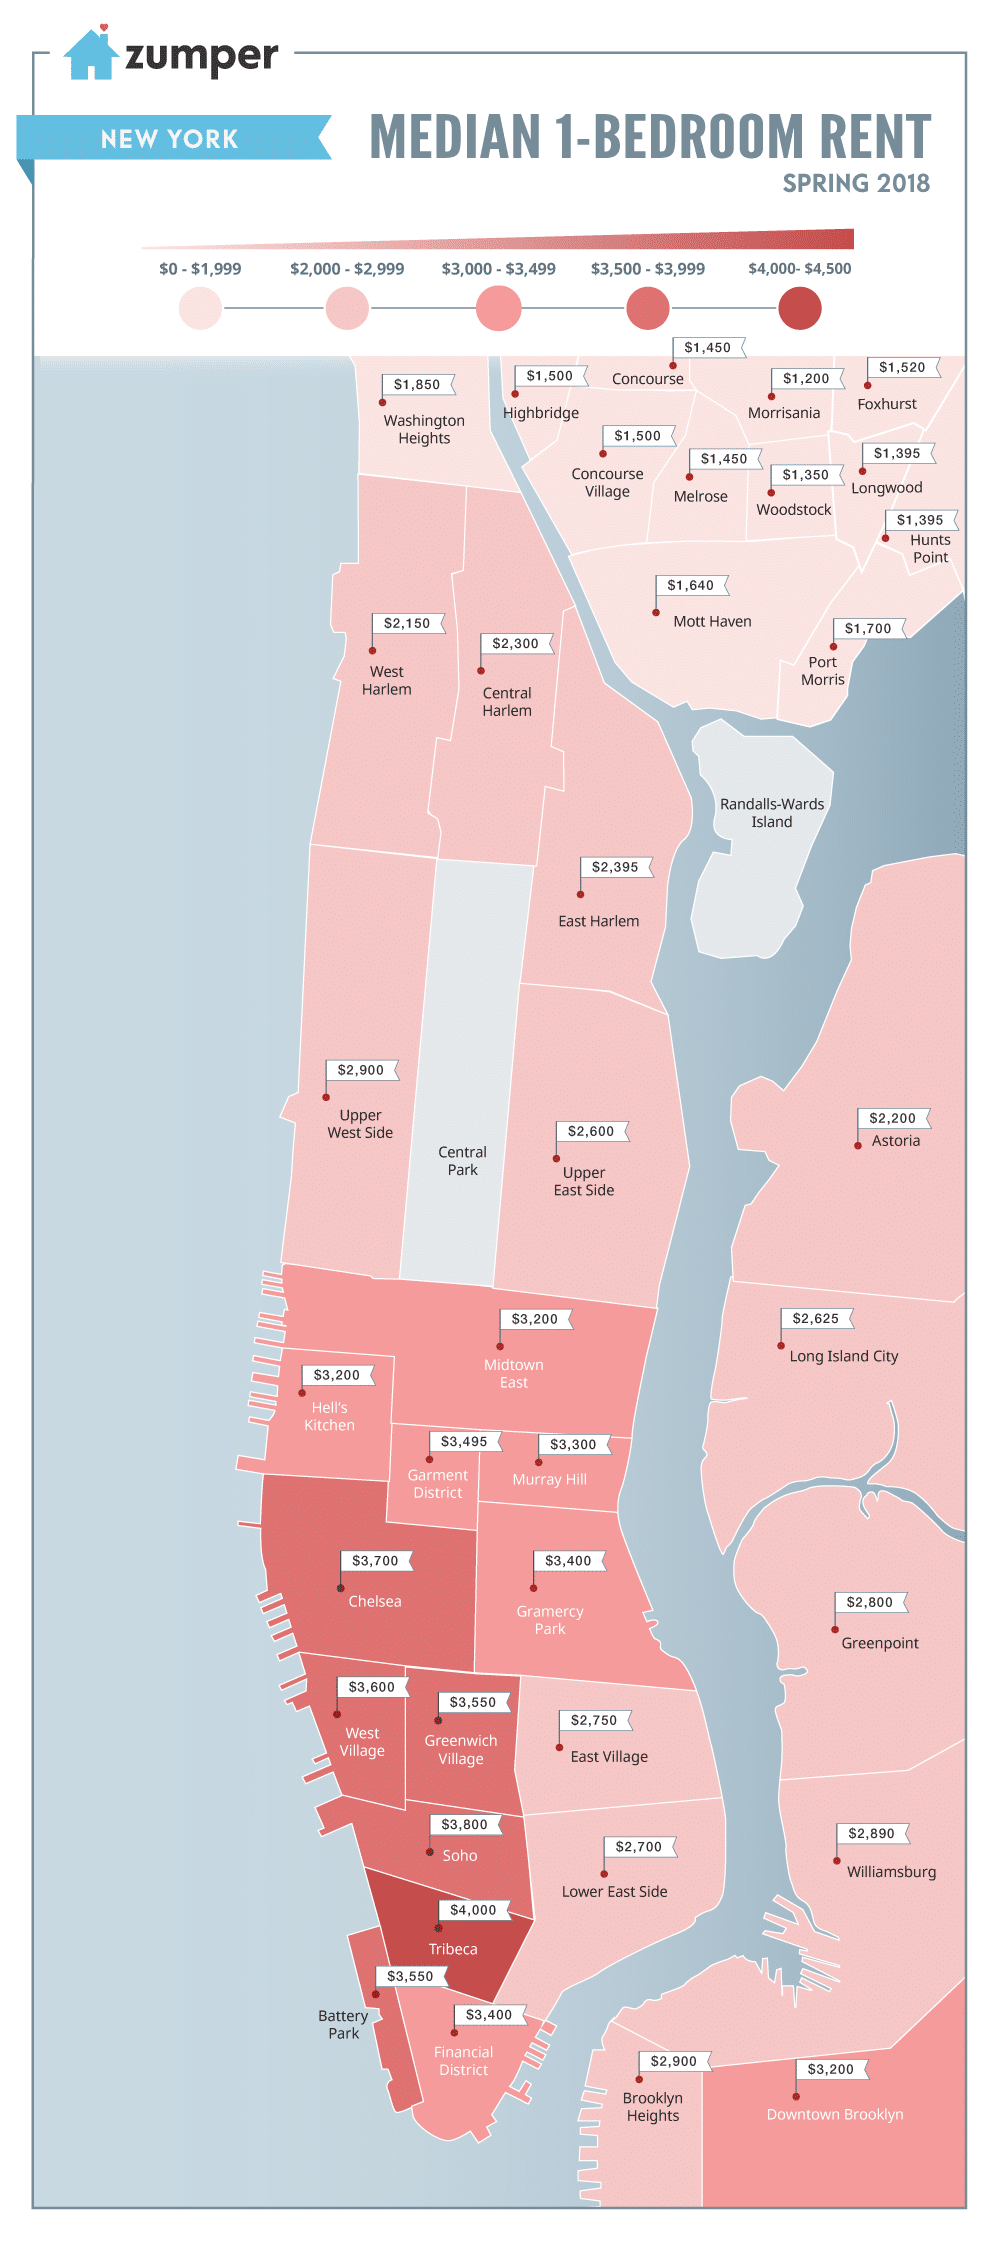 zumper
NEW YORK
MEDIAN 1-BEDROOM RENT
SPRING 2018
$0 - $1,999
$2,000 - $2,999
$3,000 - $3,499
$3,500 - $3,999
$4,000- $4,500
$1,450
Concourse
$1,850
Washington
Heights
$1,500
Highbridge
$1,200
Morrisania
$1,520
Foxhurst
$1,500
Concourse
Village
$1,450
Melrose
$1,350
Woodstock
$1,395
Longwood
$1,395
Hunts
Point
$1,640
Mott Haven
$1,700
Port
Morris
$2,150
West
Harlem
$2,300
Central
Harlem
Randalls-Wards
Island
$2,395
East Harlem
$2,900
Upper
West Side
Central
Park
$2,600
Upper
East Side
$2,200
Astoria
$3,200
Midtown
East
$2,625
Long Island City
$3,200
Hell's
Kitchen
$3,495
Garment
District
$3,300
Murray Hill
$3,700
Chelsea
$3,400
Gramercy
Park
$2,800
Greenpoint
$3,600
West
Village
$3,550
Greenwich
Village
$2,750
East Village
$3,800
Soho
$2,700
Lower East Side
$2,890
Williamsburg
$4,000
Tribeca
$3,550
Battery
Park
$3,400
Financial
District
$2,900
Brooklyn
Heights
$3,200
Downtown Brooklyn